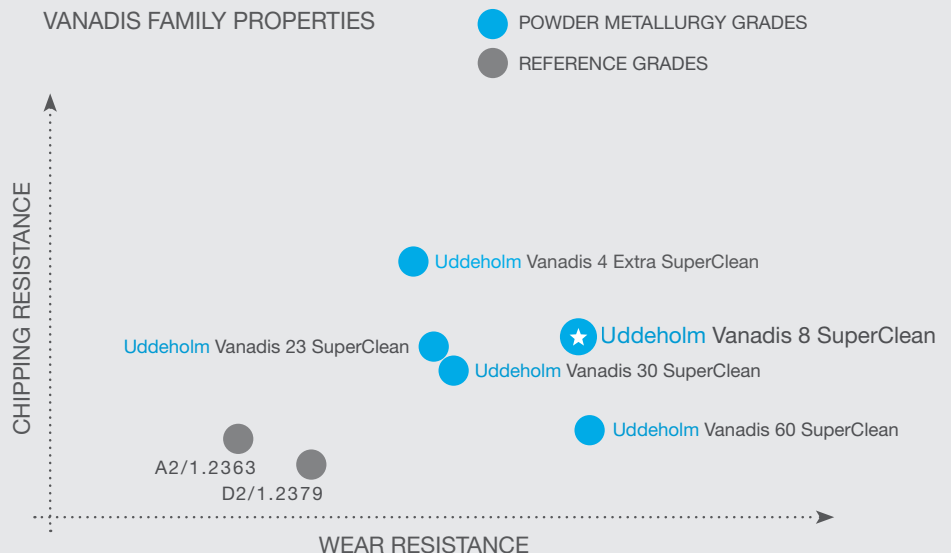 VANADIS FAMILY PROPERTIES
POWDER METALLURGY GRADES
REFERENCE GRADES
CHIPPING RESISTANCE
Uddeholm Vanadis 4 Extra SuperClean
Uddeholm Vanadis 8 SuperClean
Uddeholm Vanadis 23 SuperClean
Uddeholm Vanadis 30 SuperClean
Uddeholm Vanadis 60 SuperClean
A2/1.2363
D2/1.2379
WEAR RESISTANCE